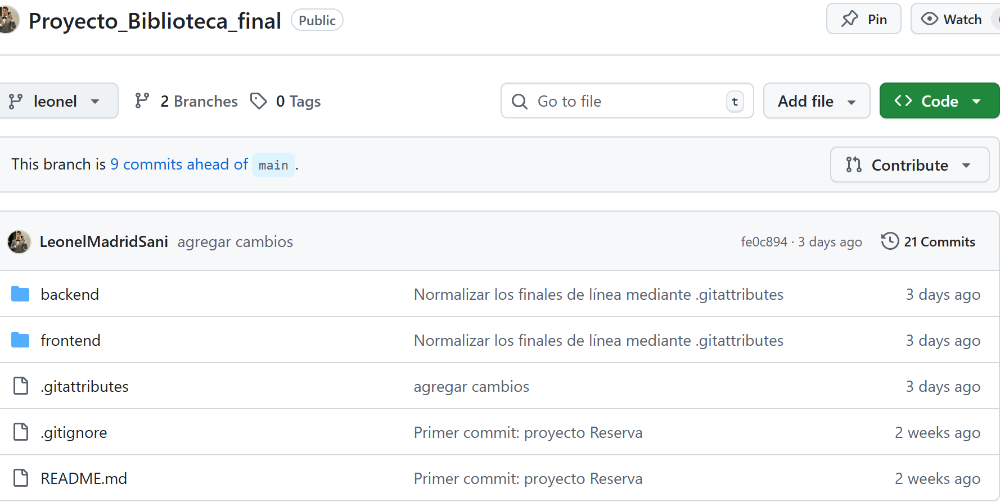 Proyecto_Biblioteca_final Public Pin Watch
leonel 2 Branches 0 Tags Go to file t Add file Code
This branch is 9 commits ahead of main . Contribute
LeonelMadridSani agregar cambios fe0c894 · 3 days ago 21 Commits
backend Normalizar los finales de línea mediante .gitattributes 3 days ago
frontend Normalizar los finales de línea mediante .gitattributes 3 days ago
.gitattributes agregar cambios 3 days ago
.gitignore Primer commit: proyecto Reserva 2 weeks ago
README.md Primer commit: proyecto Reserva 2 weeks ago